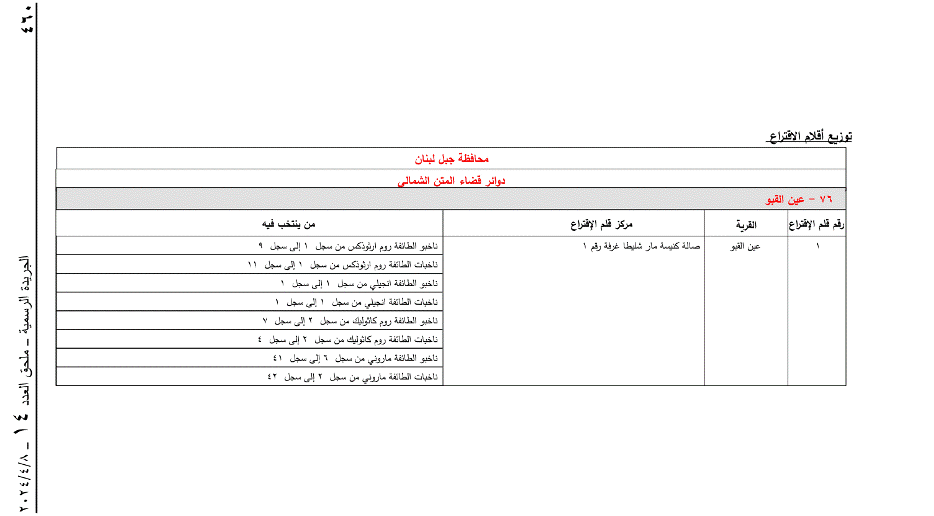 ٤٦٠
الجريدة الرسمية – ملحق العدد ١٤ – ٢٠٢٤/٤/٨
توزيع أقلام الاقتراع
محافظة جبل لبنان
دوائر قضاء المتن الشمالي
٧٦ - عين القبو
رقم قلم الإقتراع القرية مركز قلم الإقتراع من ينتخب فيه
١ عين القبو صالة كنيسة مار شليطا غرفة رقم ١ ناخبو الطائفة روم ارثوذكس من سجل ١ إلى سجل ٩
ناخبات الطائفة روم ارثوذكس من سجل ١ إلى سجل ١١
ناخبو الطائفة انجيلي من سجل ١ إلى سجل ١
ناخبات الطائفة انجيلي من سجل ١ إلى سجل ١
ناخبو الطائفة روم كاثوليك من سجل ٢ إلى سجل ٧
ناخبات الطائفة روم كاثوليك من سجل ٢ إلى سجل ٤
ناخبو الطائفة ماروني من سجل ٦ إلى سجل ٤١
ناخبات الطائفة ماروني من سجل ٢ إلى سجل ٤٢